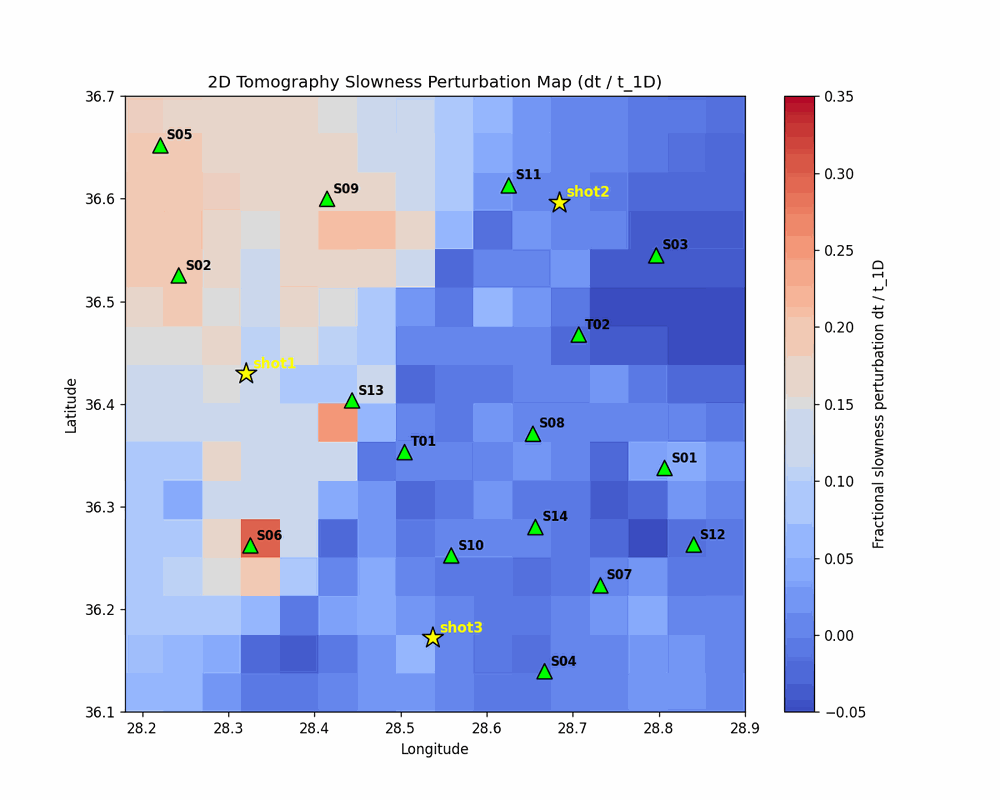 2D Tomography Slowness Perturbation Map (dt / t_1D)
36.7
36.6
36.5
36.4
36.3
36.2
36.1
Latitude
28.2
28.3
28.4
28.5
28.6
28.7
28.8
28.9
Longitude
S05
S09
S11
shot2
S03
S02
T02
shot1
S13
S08
T01
S01
S06
S14
S12
S10
S07
shot3
S04
0.35
0.30
0.25
0.20
0.15
0.10
0.05
0.00
−0.05
Fractional slowness perturbation dt / t_1D